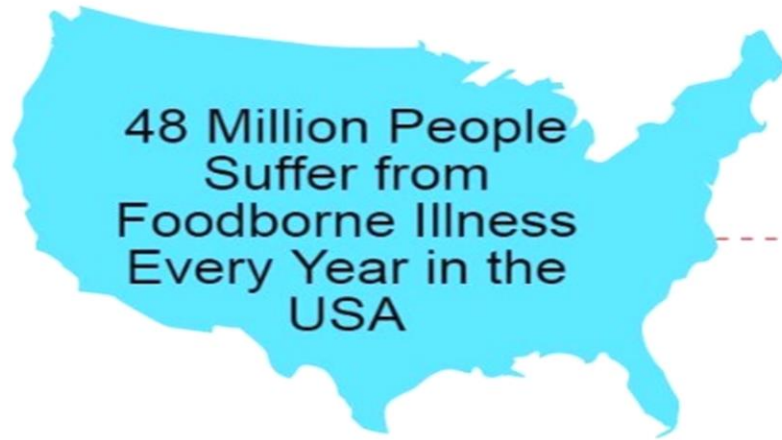 48 Million People
Suffer from
Foodborne Illness
Every Year in the
USA